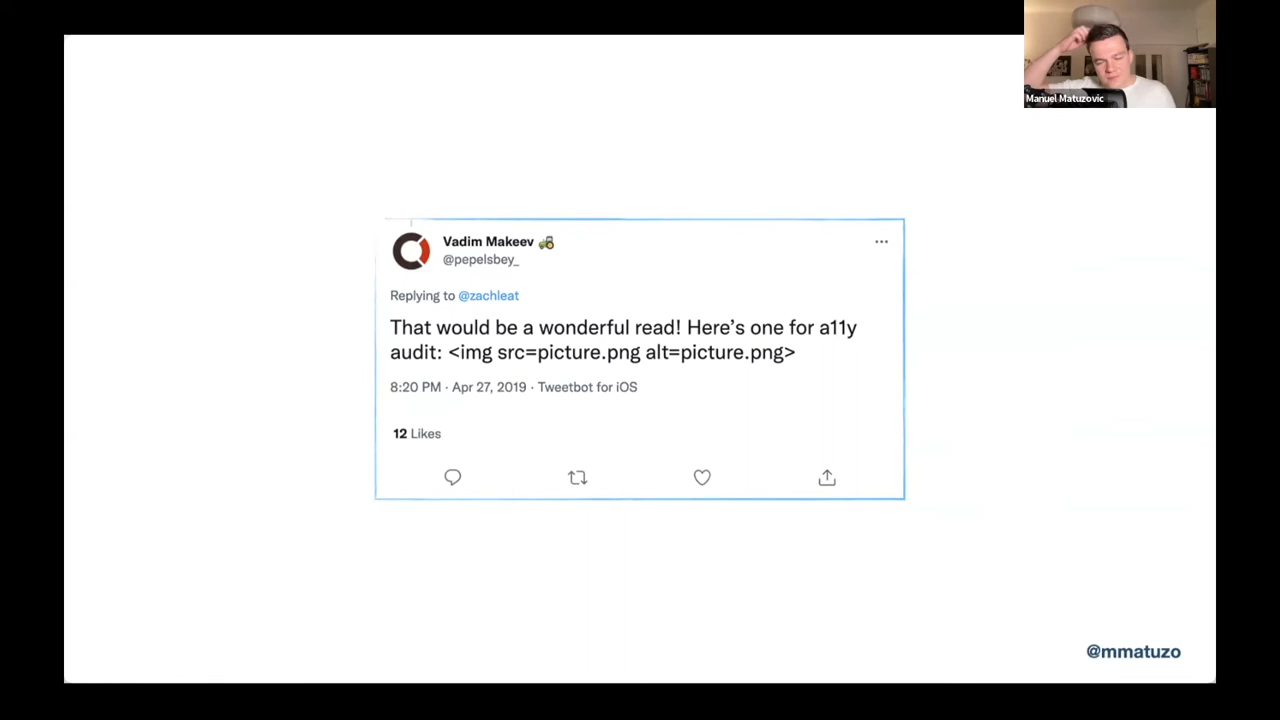 Manuel Matuzovic
Vadim Makeev 🚜
@pepelsbey_
Replying to @zachleat
That would be a wonderful read! Here’s one for a11y
audit: <img src=picture.png alt=picture.png>
8:20 PM · Apr 27, 2019 · Tweetbot for iOS
12 Likes
@mmatuzo